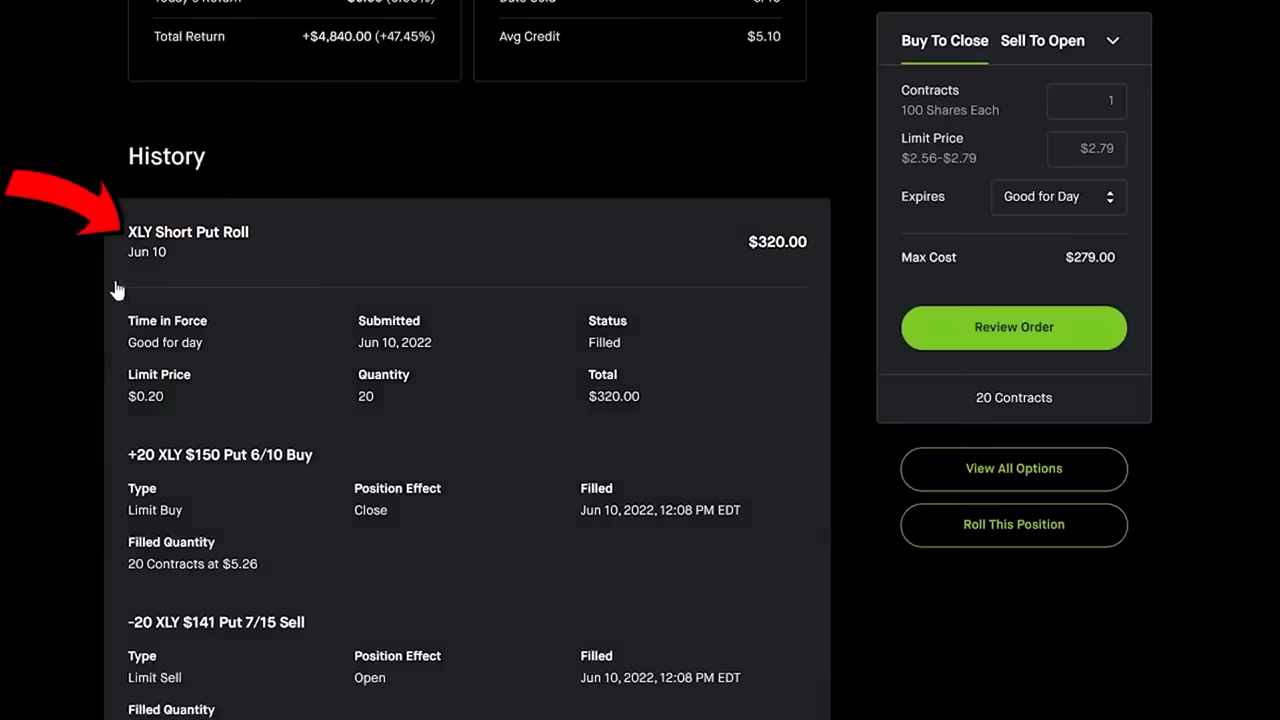 Total Return +$4,840.00 (+47.45%)
Avg Credit $5.10
History
XLY Short Put Roll
Jun 10
$320.00
Time in Force Submitted Status
Good for day Jun 10, 2022 Filled
Limit Price Quantity Total
$0.20 20 $320.00
+20 XLY $150 Put 6/10 Buy
Type Position Effect Filled
Limit Buy Close Jun 10, 2022, 12:08 PM EDT
Filled Quantity
20 Contracts at $5.26
-20 XLY $141 Put 7/15 Sell
Type Position Effect Filled
Limit Sell Open Jun 10, 2022, 12:08 PM EDT
Filled Quantity
Buy To Close Sell To Open
Contracts 1
100 Shares Each
Limit Price $2.79
$2.56-$2.79
Expires Good for Day
Max Cost $279.00
Review Order
20 Contracts
View All Options
Roll This Position